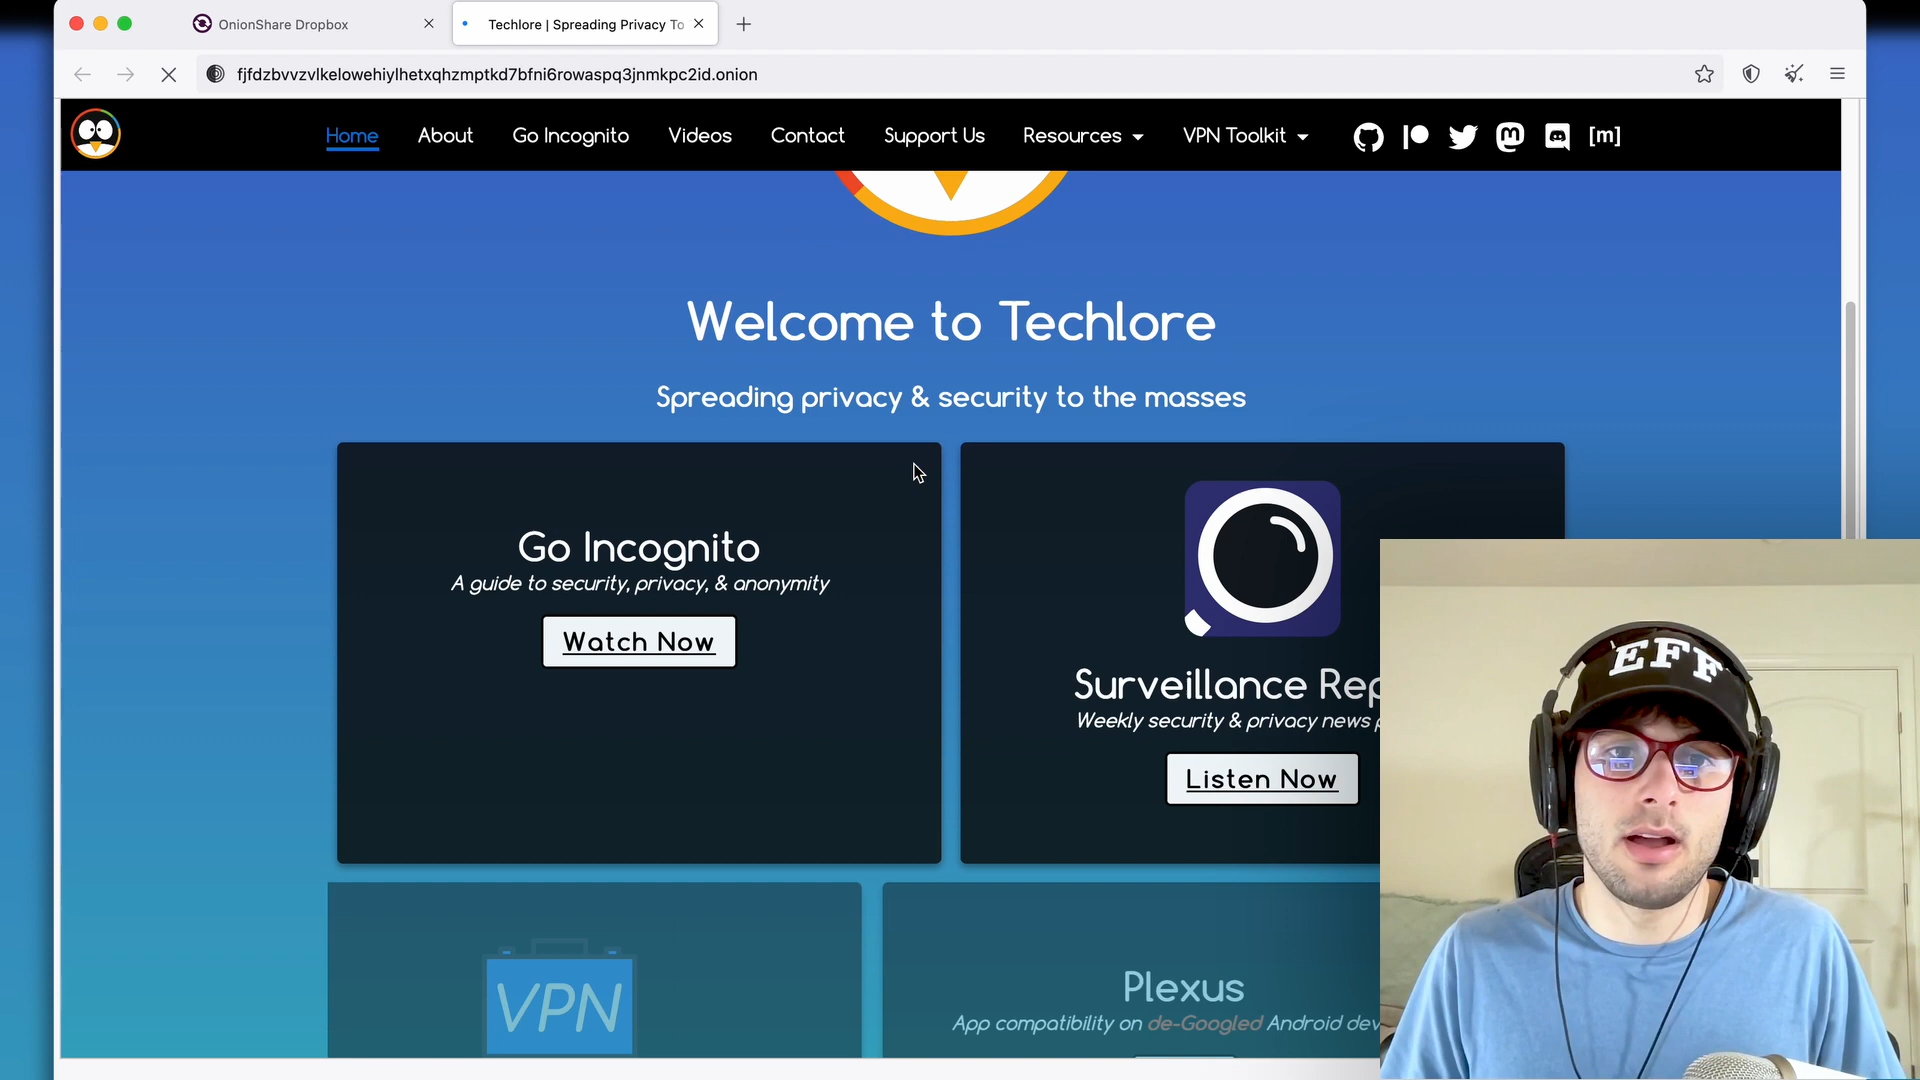 OnionShare Dropbox
Techlore | Spreading Privacy To
fjfdzbvvzvlkelowehiylhetxqhzmptkd7bfni6rowaspq3jnmkpc2id.onion
Home About Go Incognito Videos Contact Support Us Resources VPN Toolkit [m]
Welcome to Techlore
Spreading privacy & security to the masses
Go Incognito
A guide to security, privacy, & anonymity
Watch Now
Surveillance Rep
Weekly security & privacy news p
Listen Now
EFF
VPN
Plexus
App compatibility on de-Googled Android dev